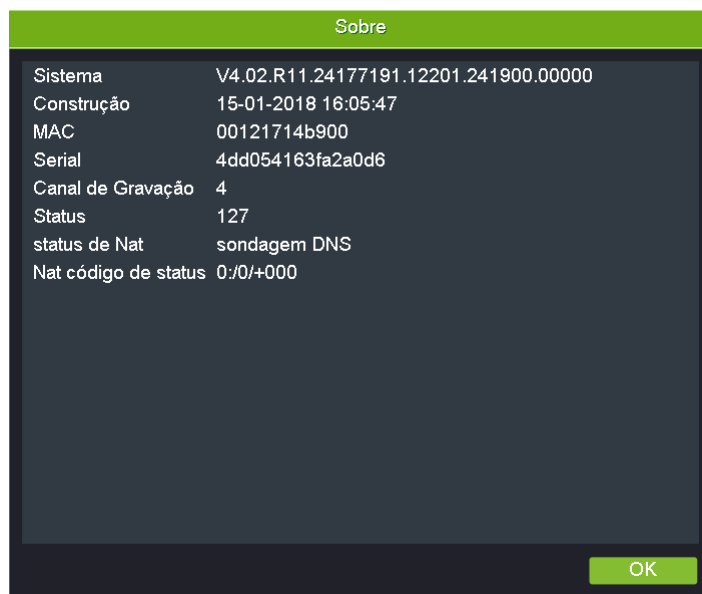 Sobre
Sistema V4.02.R11.24177191.12201.241900.00000
Construção 15-01-2018 16:05:47
MAC 00121714b900
Serial 4dd054163fa2a0d6
Canal de Gravação 4
Status 127
status de Nat sondagem DNS
Nat código de status 0:/0/+000
OK